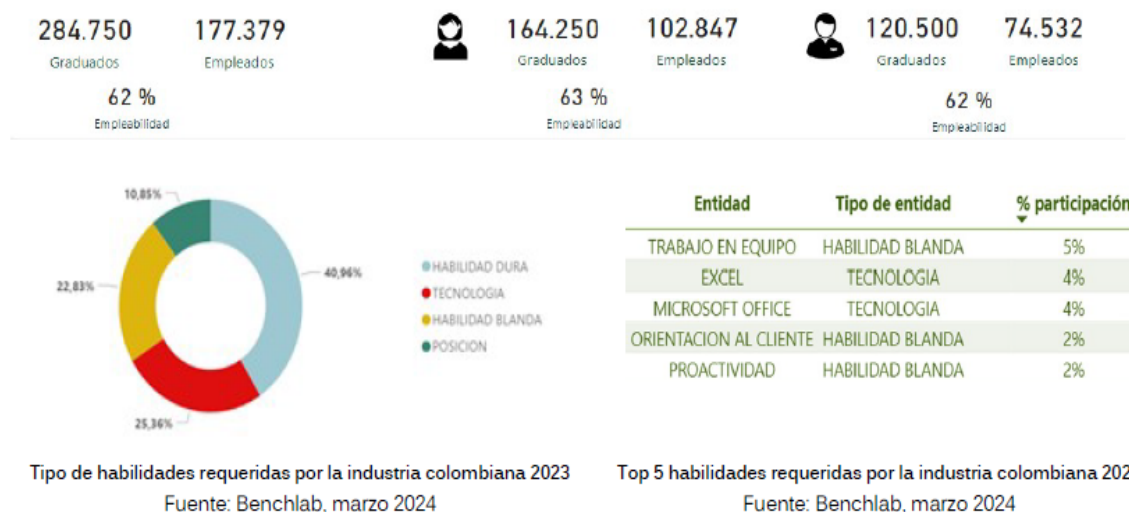 284.750 177.379 164.250 102.847 120.500 74.532
Graduados Empleados Graduados Empleados Graduados Empleados
62 % 63 % 62 %
Empleabilidad Empleabilidad Empleabilidad
10,85%
22,83%
40,96%
25,36%
HABILIDAD DURA
TECNOLOGIA
HABILIDAD BLANDA
POSICION
Entidad Tipo de entidad % participación
TRABAJO EN EQUIPO HABILIDAD BLANDA 5%
EXCEL TECNOLOGIA 4%
MICROSOFT OFFICE TECNOLOGIA 4%
ORIENTACION AL CLIENTE HABILIDAD BLANDA 2%
PROACTIVIDAD HABILIDAD BLANDA 2%
Tipo de habilidades requeridas por la industria colombiana 2023
Fuente: Benchlab, marzo 2024
Top 5 habilidades requeridas por la industria colombiana 202
Fuente: Benchlab, marzo 2024